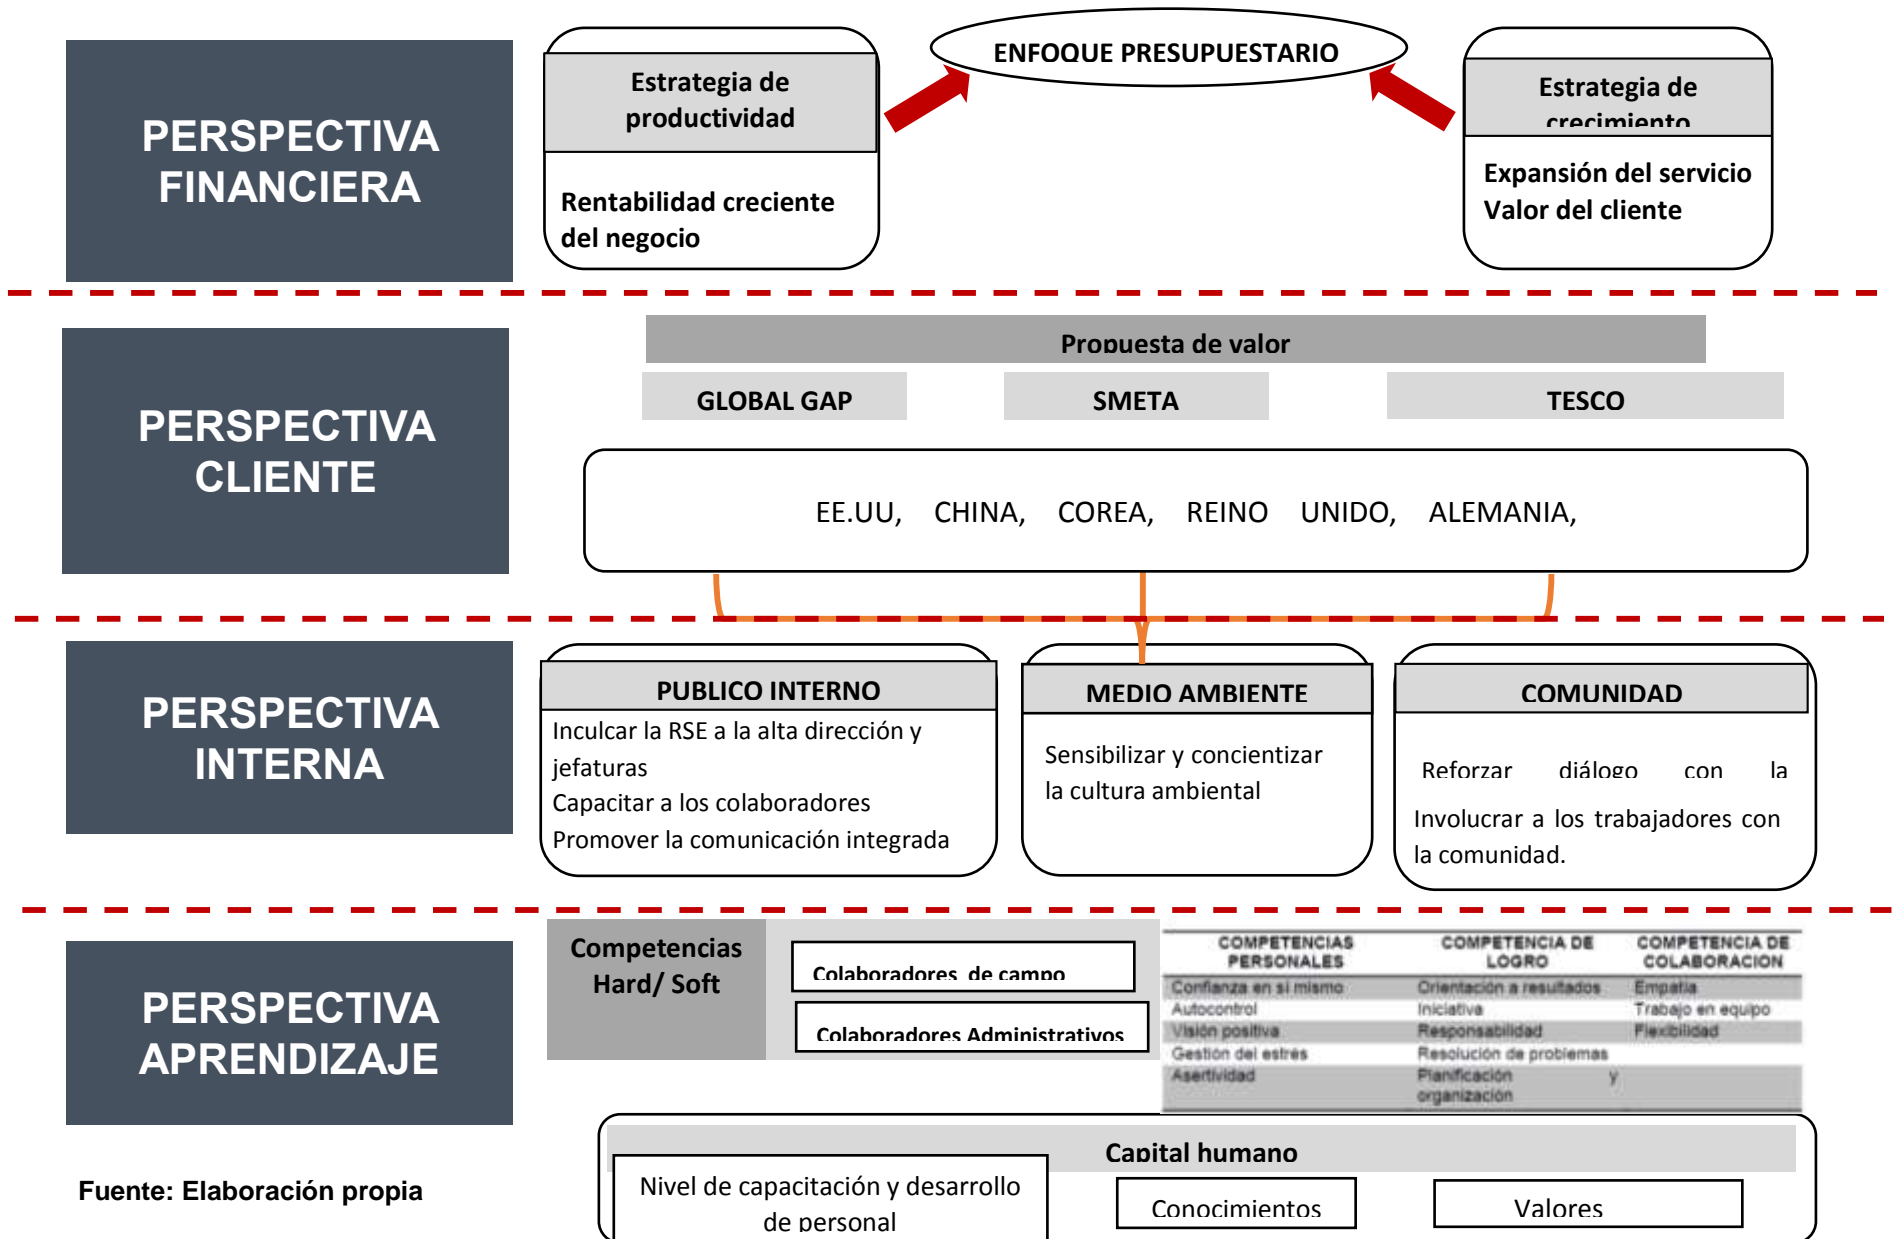 PERSPECTIVA
FINANCIERA
Estrategia de
productividad
Rentabilidad creciente
del negocio
ENFOQUE PRESUPUESTARIO
Estrategia de
crecimiento
Expansión del servicio
Valor del cliente
PERSPECTIVA
CLIENTE
Propuesta de valor
GLOBAL GAP
SMETA
TESCO
EE.UU, CHINA, COREA, REINO UNIDO, ALEMANIA,
PERSPECTIVA
INTERNA
PUBLICO INTERNO
Inculcar la RSE a la alta dirección y
jefaturas
Capacitar a los colaboradores
Promover la comunicación integrada
MEDIO AMBIENTE
Sensibilizar y concientizar
la cultura ambiental
COMUNIDAD
Reforzar diálogo con la
Involucrar a los trabajadores con
la comunidad.
PERSPECTIVA
APRENDIZAJE
Competencias
Hard/ Soft
Colaboradores de campo
Colaboradores Administrativos
COMPETENCIAS PERSONALES
COMPETENCIA DE LOGRO
COMPETENCIA DE COLABORACION
Confianza en si mismo
Orientación a resultados
Empatia
Autocontrol
Iniciativa
Trabajo en equipo
Visión positiva
Responsabilidad
Flexibilidad
Gestión del estrés
Resolución de problemas
Asertividad
Planificación y
organización
Capital humano
Nivel de capacitación y desarrollo
de personal
Conocimientos
Valores
Fuente: Elaboración propia